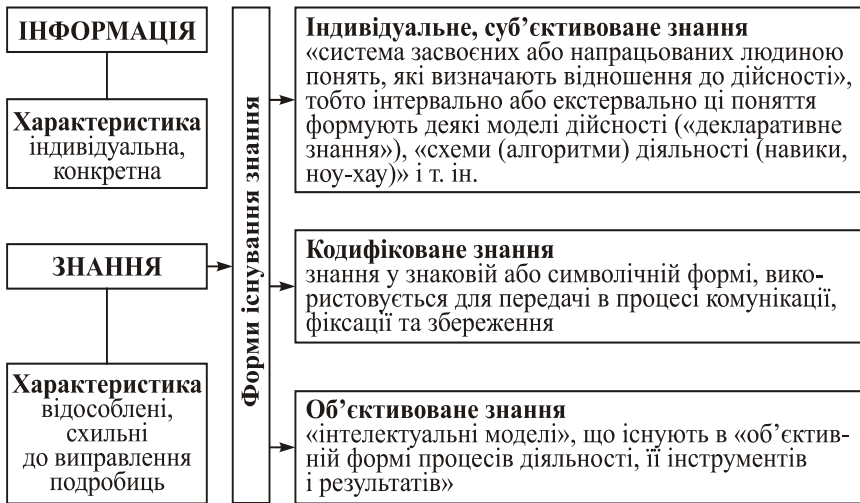 ІНФОРМАЦІЯ
Характеристика
індивідуальна,
конкретна
ЗНАННЯ
Характеристика
відособлені,
схильні
до виправлення
подробиць
Форми існування знання
Індивідуальне, суб’єктивоване знання
«система засвоєних або напрацьованих людиною
понять, які визначають відношення до дійсності»,
тобто інтервально або екстервально ці поняття
формують деякі моделі дійсності («декларативне
знання»), «схеми (алгоритми) діяльності (навики,
ноу-хау)» і т. ін.
Кодифіковане знання
знання у знаковій або символічній формі, вико-
ристовується для передачі в процесі комунікації,
фіксації та збереження
Об’єктивоване знання
«інтелектуальні моделі», що існують в «об’єктив-
ній формі процесів діяльності, її інструментів
і результатів»